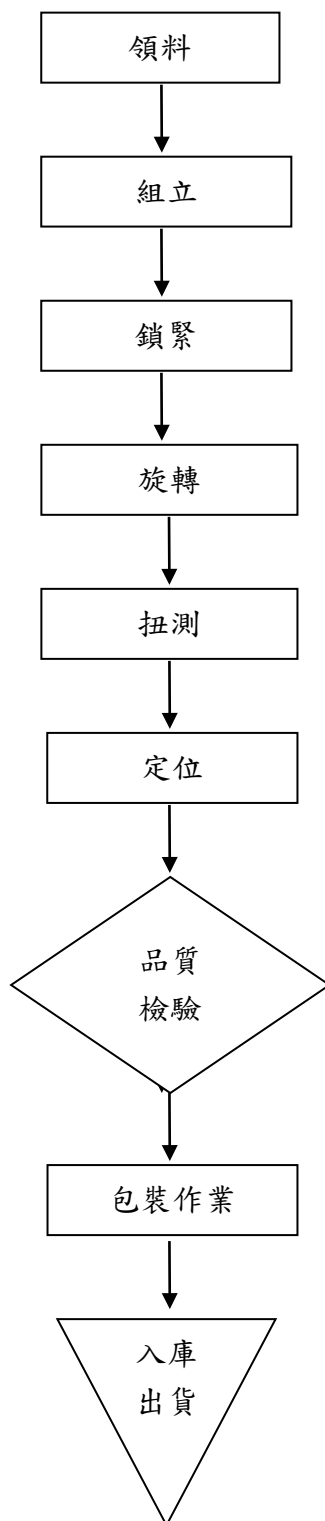 領料
組立
鎖緊
旋轉
扭測
定位
品質
檢驗
包裝作業
入庫
出貨